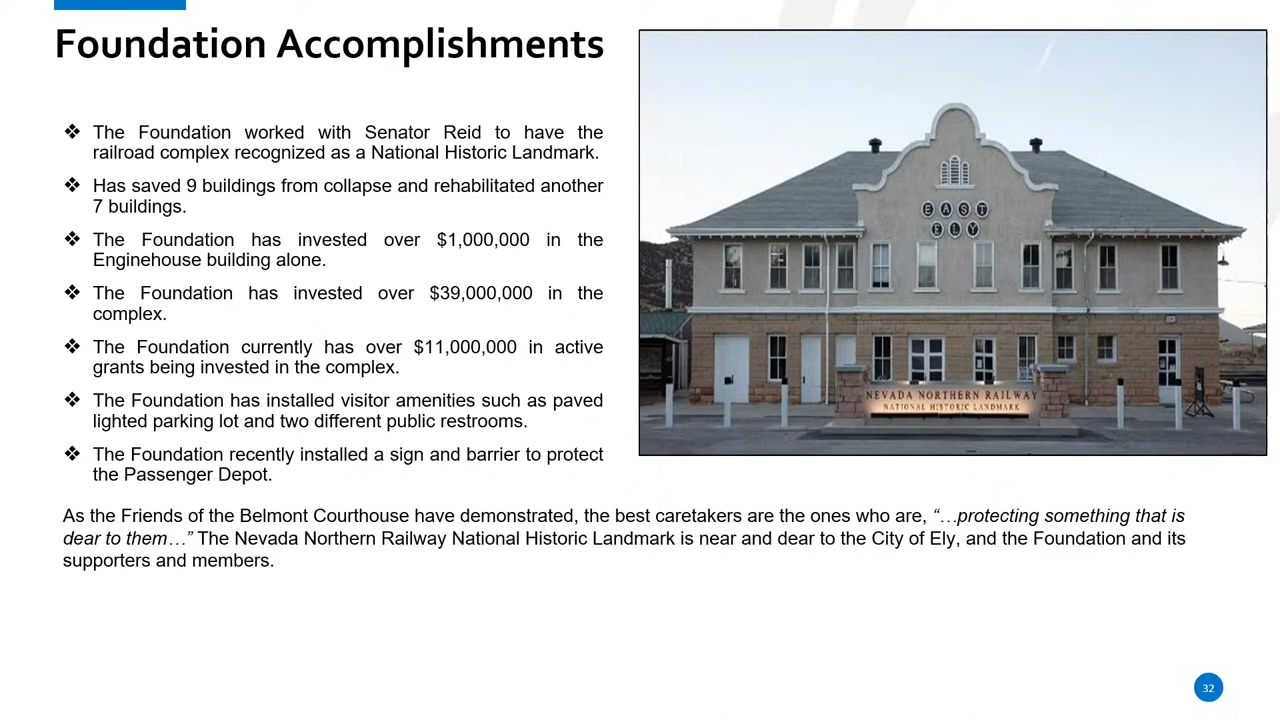 Foundation Accomplishments
❖ The Foundation worked with Senator Reid to have the
railroad complex recognized as a National Historic Landmark.
❖ Has saved 9 buildings from collapse and rehabilitated another
7 buildings.
❖ The Foundation has invested over $1,000,000 in the
Enginehouse building alone.
❖ The Foundation has invested over $39,000,000 in the
complex.
❖ The Foundation currently has over $11,000,000 in active
grants being invested in the complex.
❖ The Foundation has installed visitor amenities such as paved
lighted parking lot and two different public restrooms.
❖ The Foundation recently installed a sign and barrier to protect
the Passenger Depot.
EAST
ELY
NEVADA NORTHERN RAILWAY
NATIONAL HISTORIC LANDMARK
As the Friends of the Belmont Courthouse have demonstrated, the best caretakers are the ones who are, “…protecting something that is
dear to them…” The Nevada Northern Railway National Historic Landmark is near and dear to the City of Ely, and the Foundation and its
supporters and members.
32